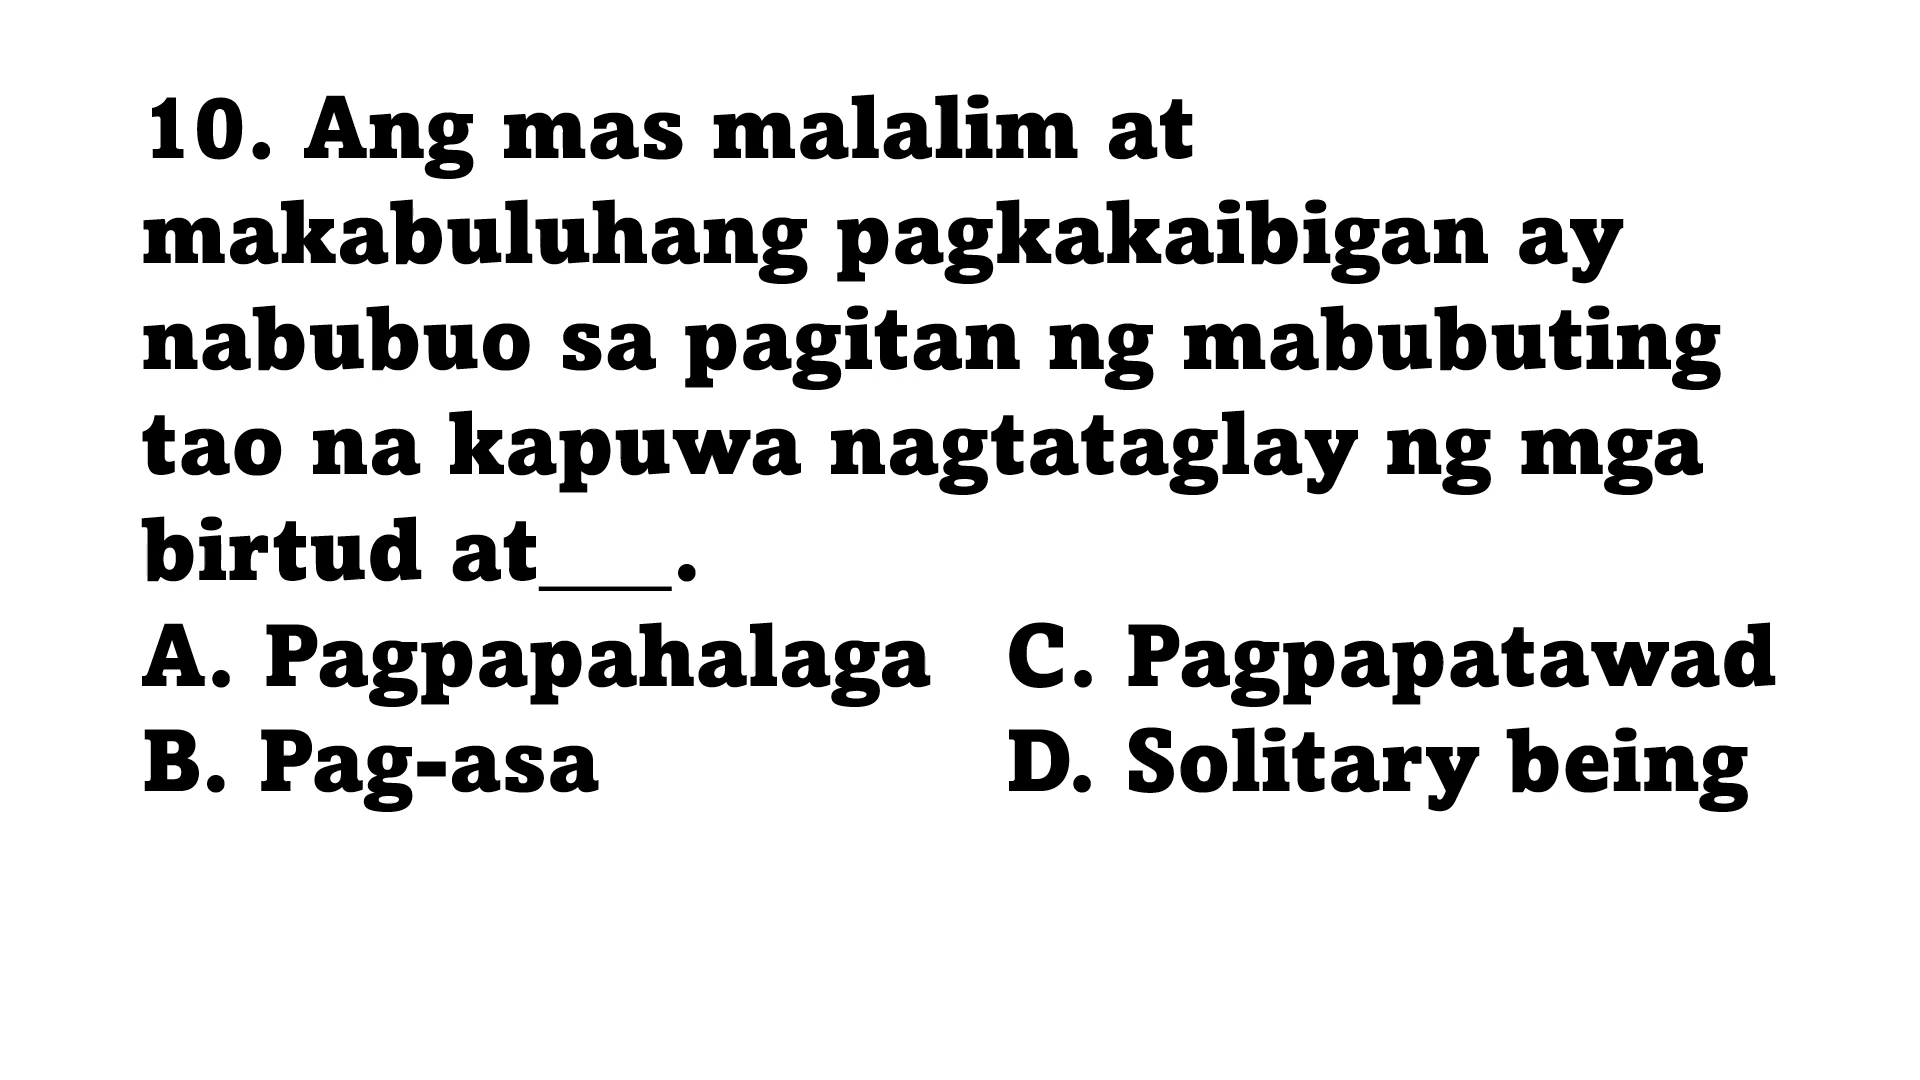 10. Ang mas malalim at
makabuluhang pagkakaibigan ay
nabubuo sa pagitan ng mabubuting
tao na kapuwa nagtataglay ng mga
birtud at___.
A. Pagpapahalaga C. Pagpapatawad
B. Pag-asa D. Solitary being